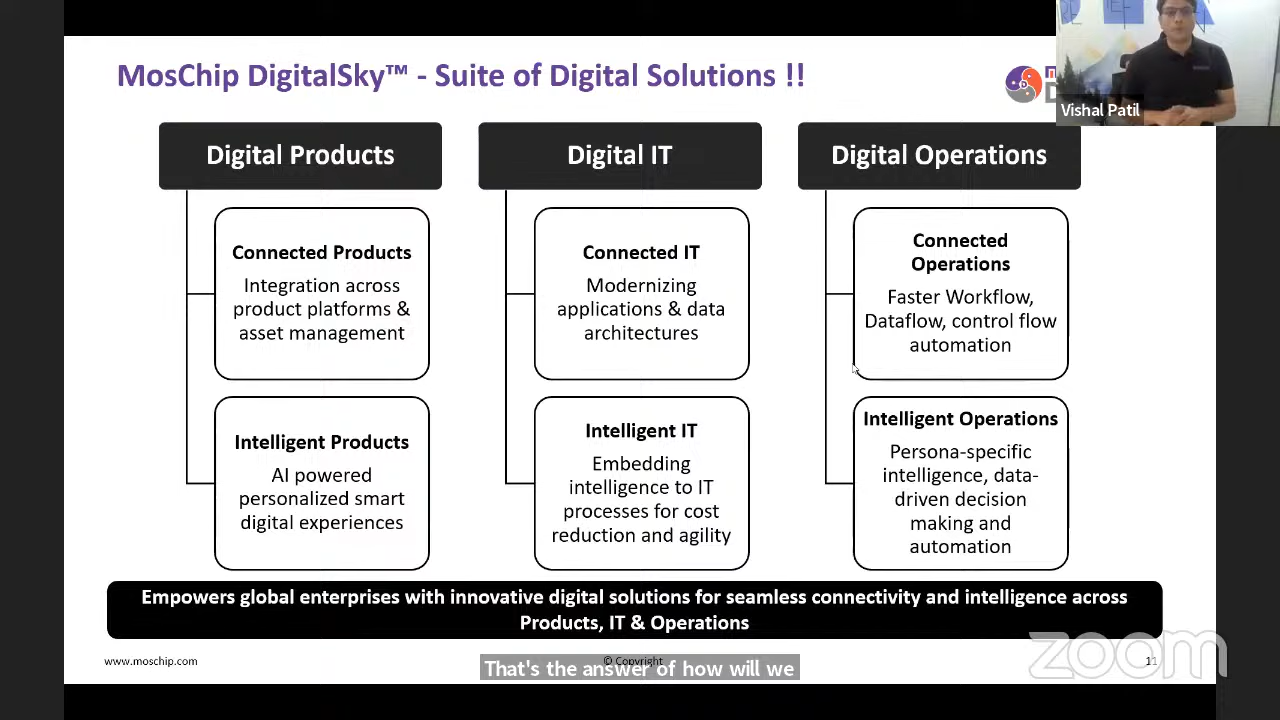 MosChip DigitalSky™ - Suite of Digital Solutions !!
Vishal Patil
Digital Products
Digital IT
Digital Operations
Connected Products
Integration across
product platforms &
asset management
Connected IT
Modernizing
applications & data
architectures
Connected
Operations
Faster Workflow,
Dataflow, control flow
automation
Intelligent Products
AI powered
personalized smart
digital experiences
Intelligent IT
Embedding
intelligence to IT
processes for cost
reduction and agility
Intelligent Operations
Persona-specific
intelligence, data-
driven decision
making and
automation
Empowers global enterprises with innovative digital solutions for seamless connectivity and intelligence across
Products, IT & Operations
www.moschip.com
© Copyright
That's the answer of how will we
11
zoom